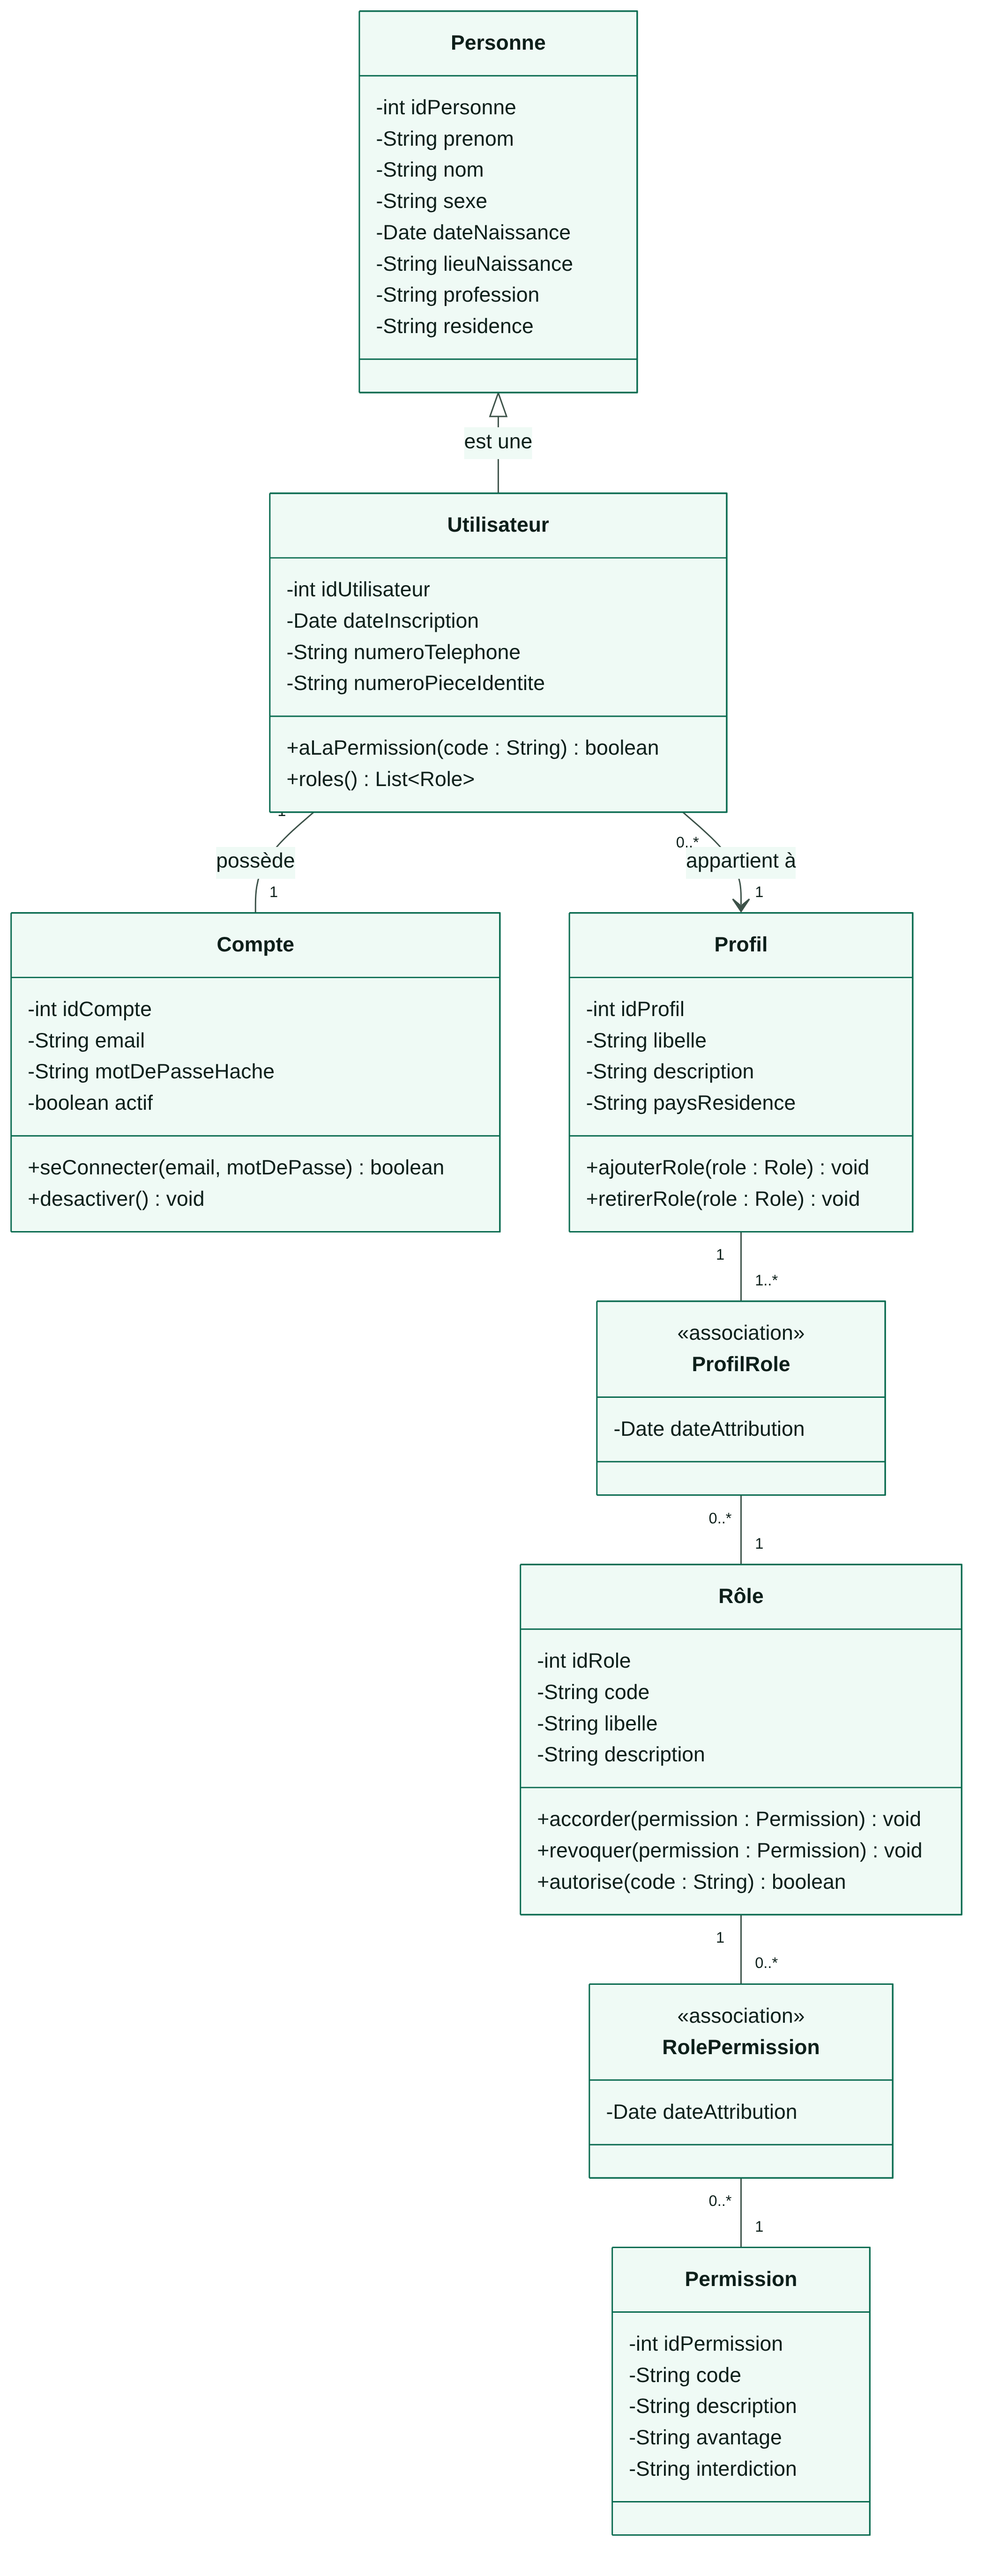 Personne
-int idPersonne
-String prenom
-String nom
-String sexe
-Date dateNaissance
-String lieuNaissance
-String profession
-String residence
est une
Utilisateur
-int idUtilisateur
-Date dateInscription
-String numeroTelephone
-String numeroPieceIdentite
+aLaPermission(code : String) : boolean
+roles() : List<Role>
1
0..*
possède
appartient à
1
1
Compte
-int idCompte
-String email
-String motDePasseHache
-boolean actif
+seConnecter(email, motDePasse) : boolean
+desactiver() : void
Profil
-int idProfil
-String libelle
-String description
-String paysResidence
+ajouterRole(role : Role) : void
+retirerRole(role : Role) : void
1
1..*
«association»
ProfilRole
-Date dateAttribution
0..*
1
Rôle
-int idRole
-String code
-String libelle
-String description
+accorder(permission : Permission) : void
+revoquer(permission : Permission) : void
+autorise(code : String) : boolean
1
0..*
«association»
RolePermission
-Date dateAttribution
0..*
1
Permission
-int idPermission
-String code
-String description
-String avantage
-String interdiction